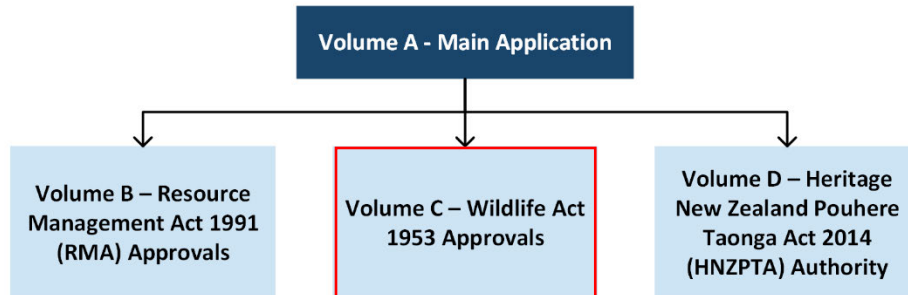 Volume A - Main Application
Volume B – Resource
Management Act 1991
(RMA) Approvals
Volume C – Wildlife Act
1953 Approvals
Volume D – Heritage
New Zealand Pouhere
Taonga Act 2014
(HNZPTA) Authority